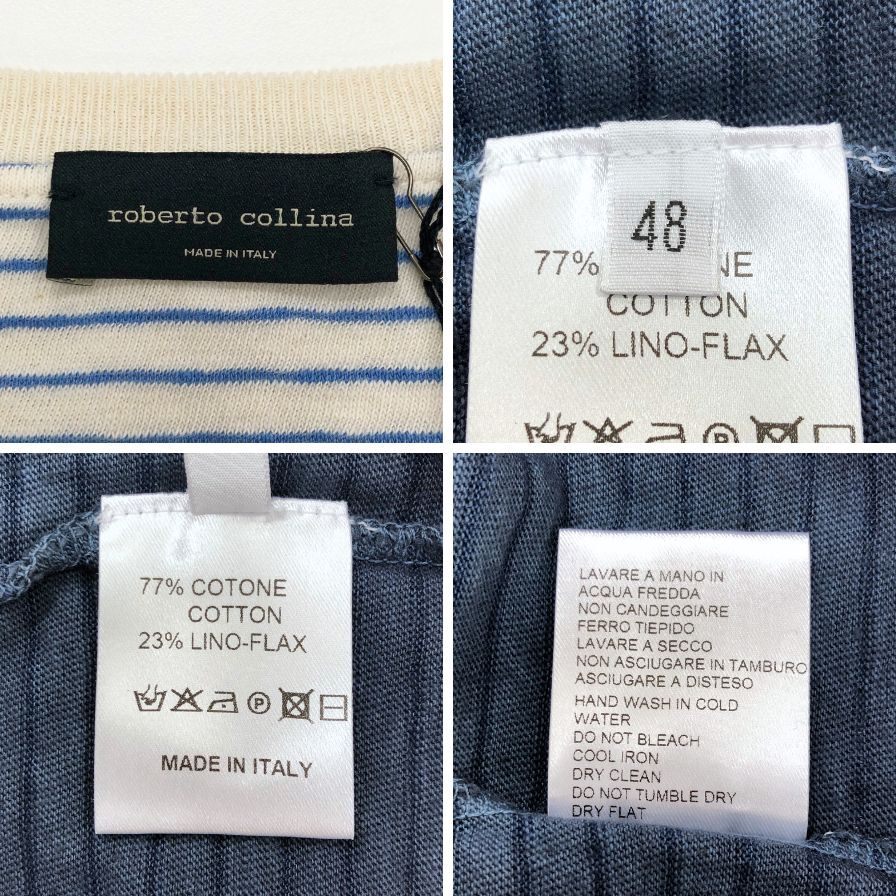 roberto collina
MADE IN ITALY
48
77% NE
COTTON
23% LINO-FLAX
77% COTONE
COTTON
23% LINO-FLAX
P
MADE IN ITALY
LAVARE A MANO IN
ACQUA FREDDA
NON CANDEGGIARE
FERRO TIEPIDO
LAVARE A SECCO
NON ASCIUGARE IN TAMBURO
ASCIUGARE A DISTESO
HAND WASH IN COLD
WATER
DO NOT BLEACH
COOL IRON
DRY CLEAN
DO NOT TUMBLE DRY
DRY FLAT